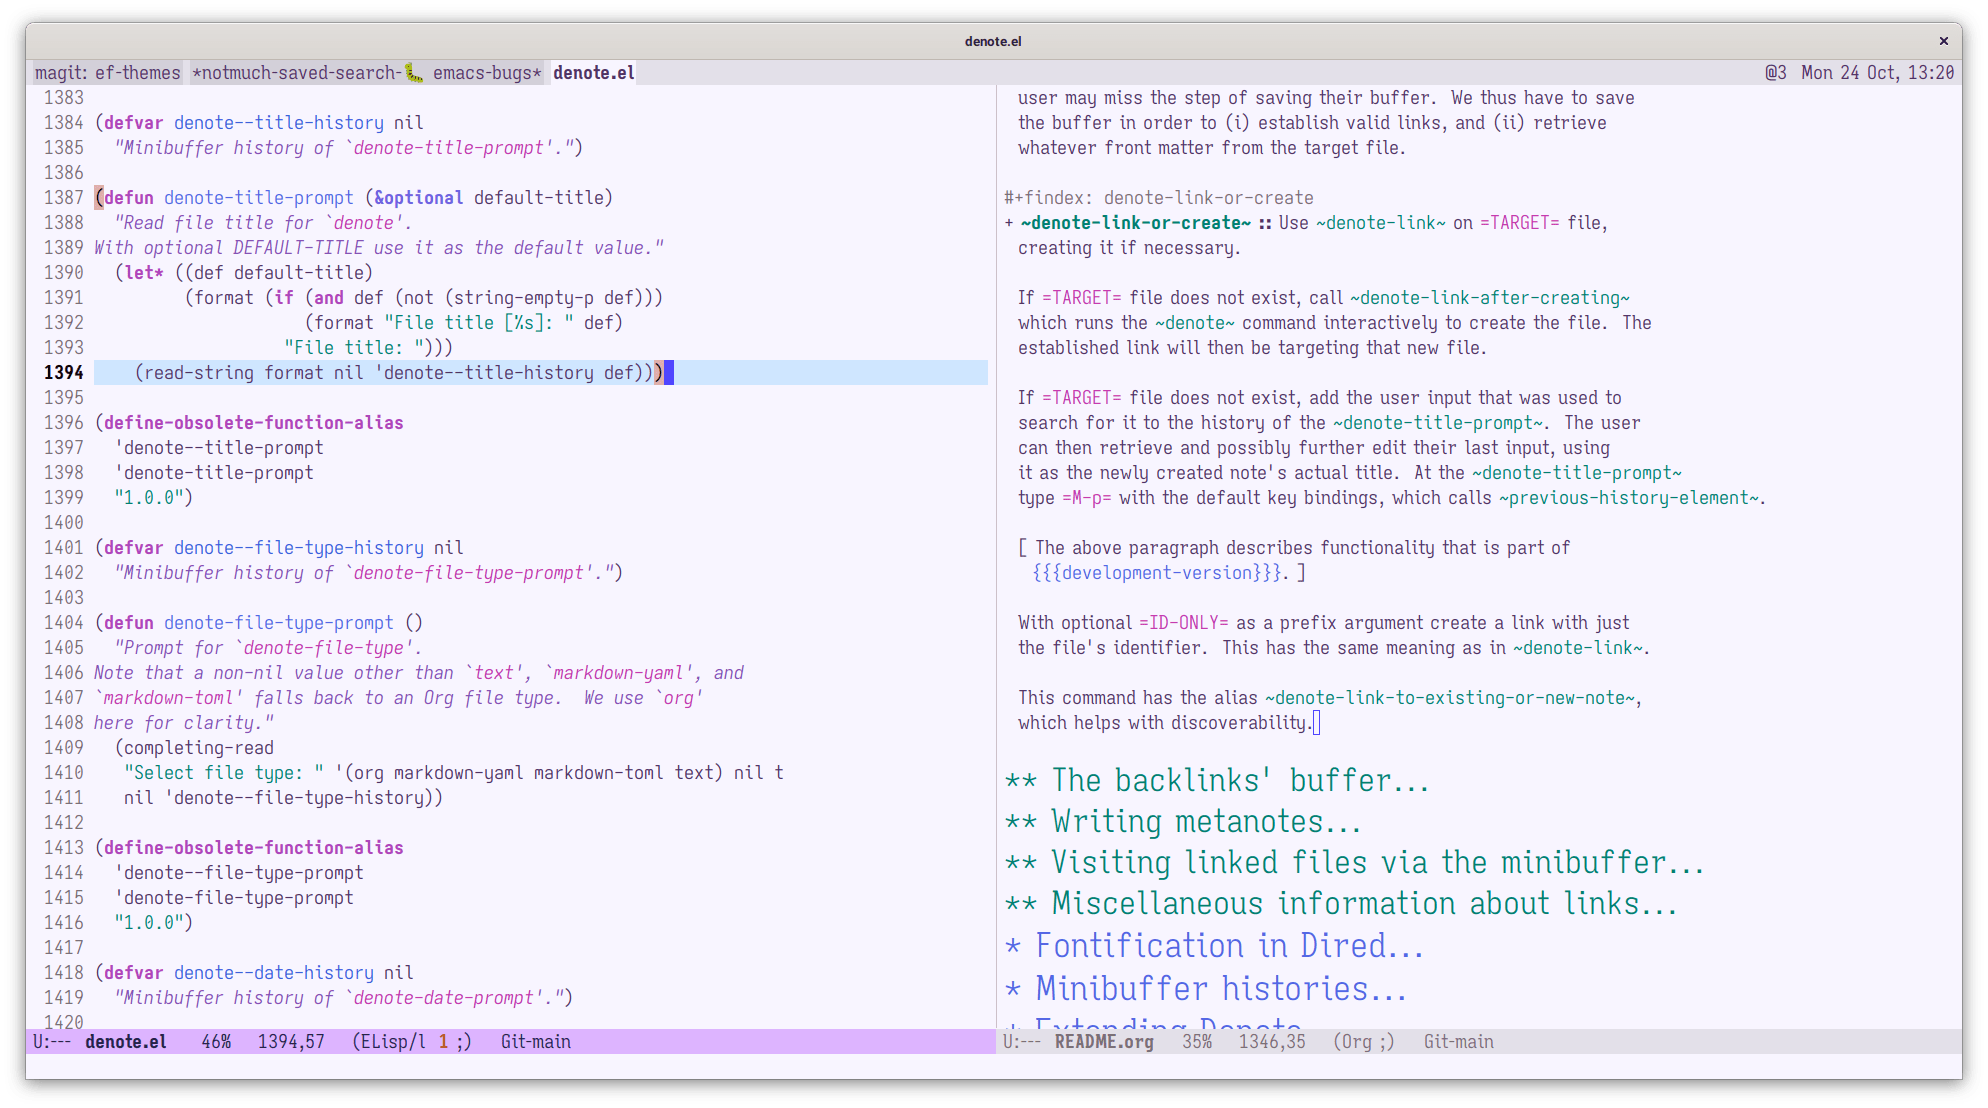 denote.el
×
magit: ef-themes *notmuch-saved-search-🐛 emacs-bugs* denote.el @3 Mon 24 Oct, 13:20
1383
1384 (defvar denote--title-history nil
1385   "Minibuffer history of `denote-title-prompt'.")
1386
1387 (defun denote-title-prompt (&optional default-title)
1388   "Read file title for `denote'.
1389 With optional DEFAULT-TITLE use it as the default value."
1390   (let* ((def default-title)
1391          (format (if (and def (not (string-empty-p def)))
1392                      (format "File title [%s]: " def)
1393                    "File title: ")))
1394     (read-string format nil 'denote--title-history def)))
1395
1396 (define-obsolete-function-alias
1397   'denote--title-prompt
1398   'denote-title-prompt
1399   "1.0.0")
1400
1401 (defvar denote--file-type-history nil
1402   "Minibuffer history of `denote-file-type-prompt'.")
1403
1404 (defun denote-file-type-prompt ()
1405   "Prompt for `denote-file-type'.
1406 Note that a non-nil value other than `text', `markdown-yaml', and
1407 `markdown-toml' falls back to an Org file type.  We use `org'
1408 here for clarity."
1409   (completing-read
1410    "Select file type: " '(org markdown-yaml markdown-toml text) nil t
1411    nil 'denote--file-type-history))
1412
1413 (define-obsolete-function-alias
1414   'denote--file-type-prompt
1415   'denote-file-type-prompt
1416   "1.0.0")
1417
1418 (defvar denote--date-history nil
1419   "Minibuffer history of `denote-date-prompt'.")
1420
U:--- denote.el 46% 1394,57 (ELisp/l 1 ;) Git-main
user may miss the step of saving their buffer.  We thus have to save
the buffer in order to (i) establish valid links, and (ii) retrieve
whatever front matter from the target file.
#+findex: denote-link-or-create
+ ~denote-link-or-create~ :: Use ~denote-link~ on =TARGET= file,
creating it if necessary.
If =TARGET= file does not exist, call ~denote-link-after-creating~
which runs the ~denote~ command interactively to create the file.  The
established link will then be targeting that new file.
If =TARGET= file does not exist, add the user input that was used to
search for it to the history of the ~denote-title-prompt~.  The user
can then retrieve and possibly further edit their last input, using
it as the newly created note's actual title.  At the ~denote-title-prompt~
type =M-p= with the default key bindings, which calls ~previous-history-element~.
[ The above paragraph describes functionality that is part of
{{{development-version}}}. ]
With optional =ID-ONLY= as a prefix argument create a link with just
the file's identifier.  This has the same meaning as in ~denote-link~.
This command has the alias ~denote-link-to-existing-or-new-note~,
which helps with discoverability.
** The backlinks' buffer...
** Writing metanotes...
** Visiting linked files via the minibuffer...
** Miscellaneous information about links...
* Fontification in Dired...
* Minibuffer histories...
* Extending Denote
U:--- README.org 35% 1346,35 (Org ;) Git-main